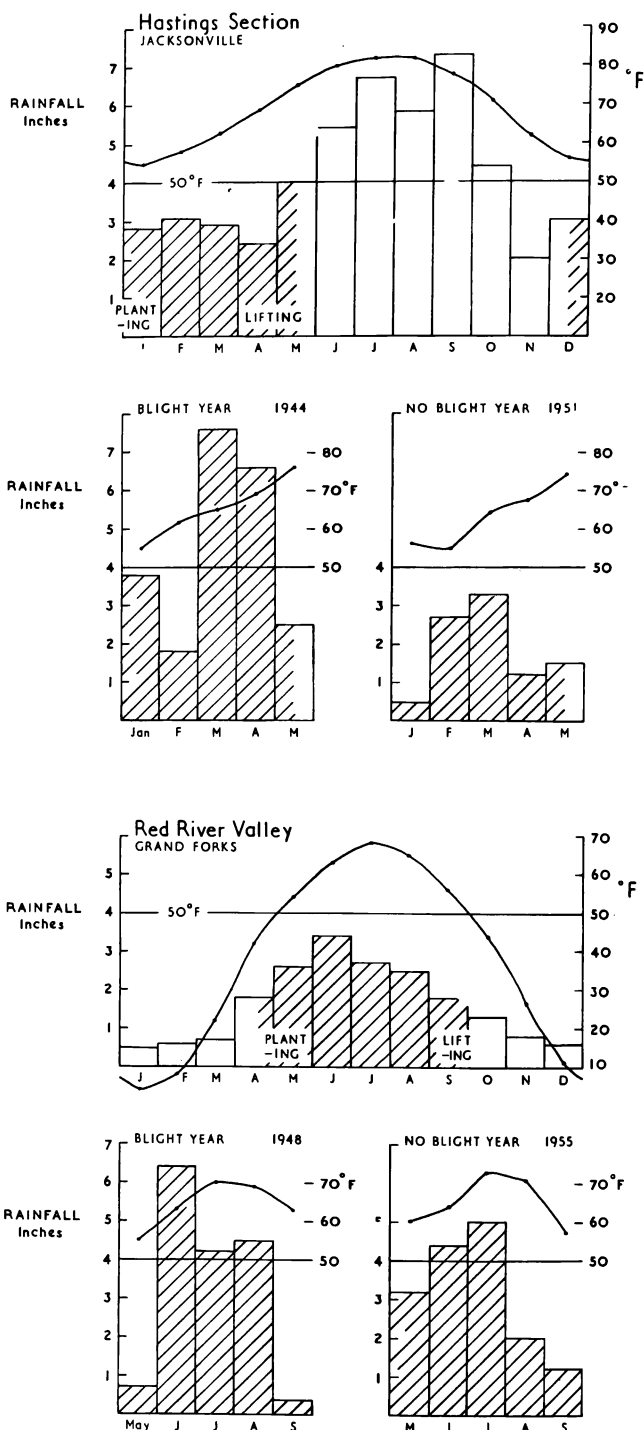 Hastings Section
JACKSONVILLE
RAINFALL
Inches
7
6
5
4
3
2
1
90
80
70
60
50
40
30
20
°F
50°F
PLANT
-ING
LIFTING
F M A M J J A S O N D
BLIGHT YEAR 1944
RAINFALL
Inches
7
6
5
4
3
2
1
- 80
- 70°F
- 60
50
Jan F M A M
NO BLIGHT YEAR 1951
4
3
2
1
- 80
- 70°-
- 60
50
J F M A M
Red River Valley
GRAND FORKS
RAINFALL
Inches
5
4
3
2
1
70
60
50
40
30
20
10
°F
50°F
PLANT
-ING
LIFT
-ING
J F M A M J J A S O N D
BLIGHT YEAR 1948
RAINFALL
Inches
7
6
5
4
3
2
1
- 70°F
- 60
50
May J J A S
NO BLIGHT YEAR 1955
5
4
3
2
1
- 70°F
- 60
50
M J J A S